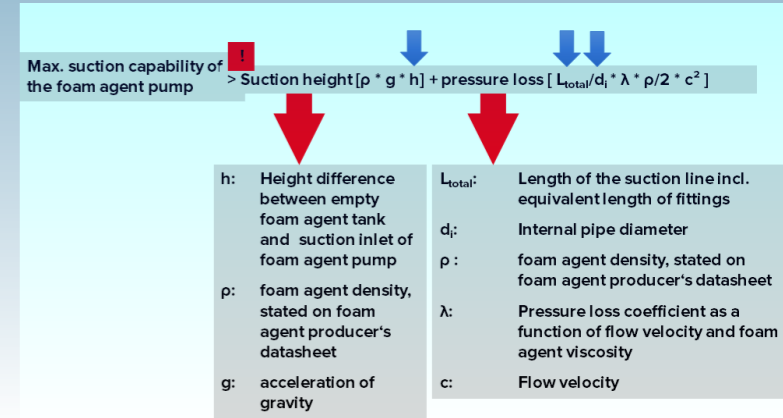 !
Max. suction capability of
the foam agent pump
> Suction height [ρ * g * h] + pressure loss [ Ltotal/di * λ * ρ/2 * c² ]
h: Height difference
between empty
foam agent tank
and suction inlet of
foam agent pump
ρ: foam agent density,
stated on foam
agent producer‘s
datasheet
g: acceleration of
gravity
Ltotal: Length of the suction line incl.
equivalent length of fittings
di: Internal pipe diameter
ρ : foam agent density, stated on
foam agent producer‘s datasheet
λ: Pressure loss coefficient as a
function of flow velocity and foam
agent viscosity
c: Flow velocity